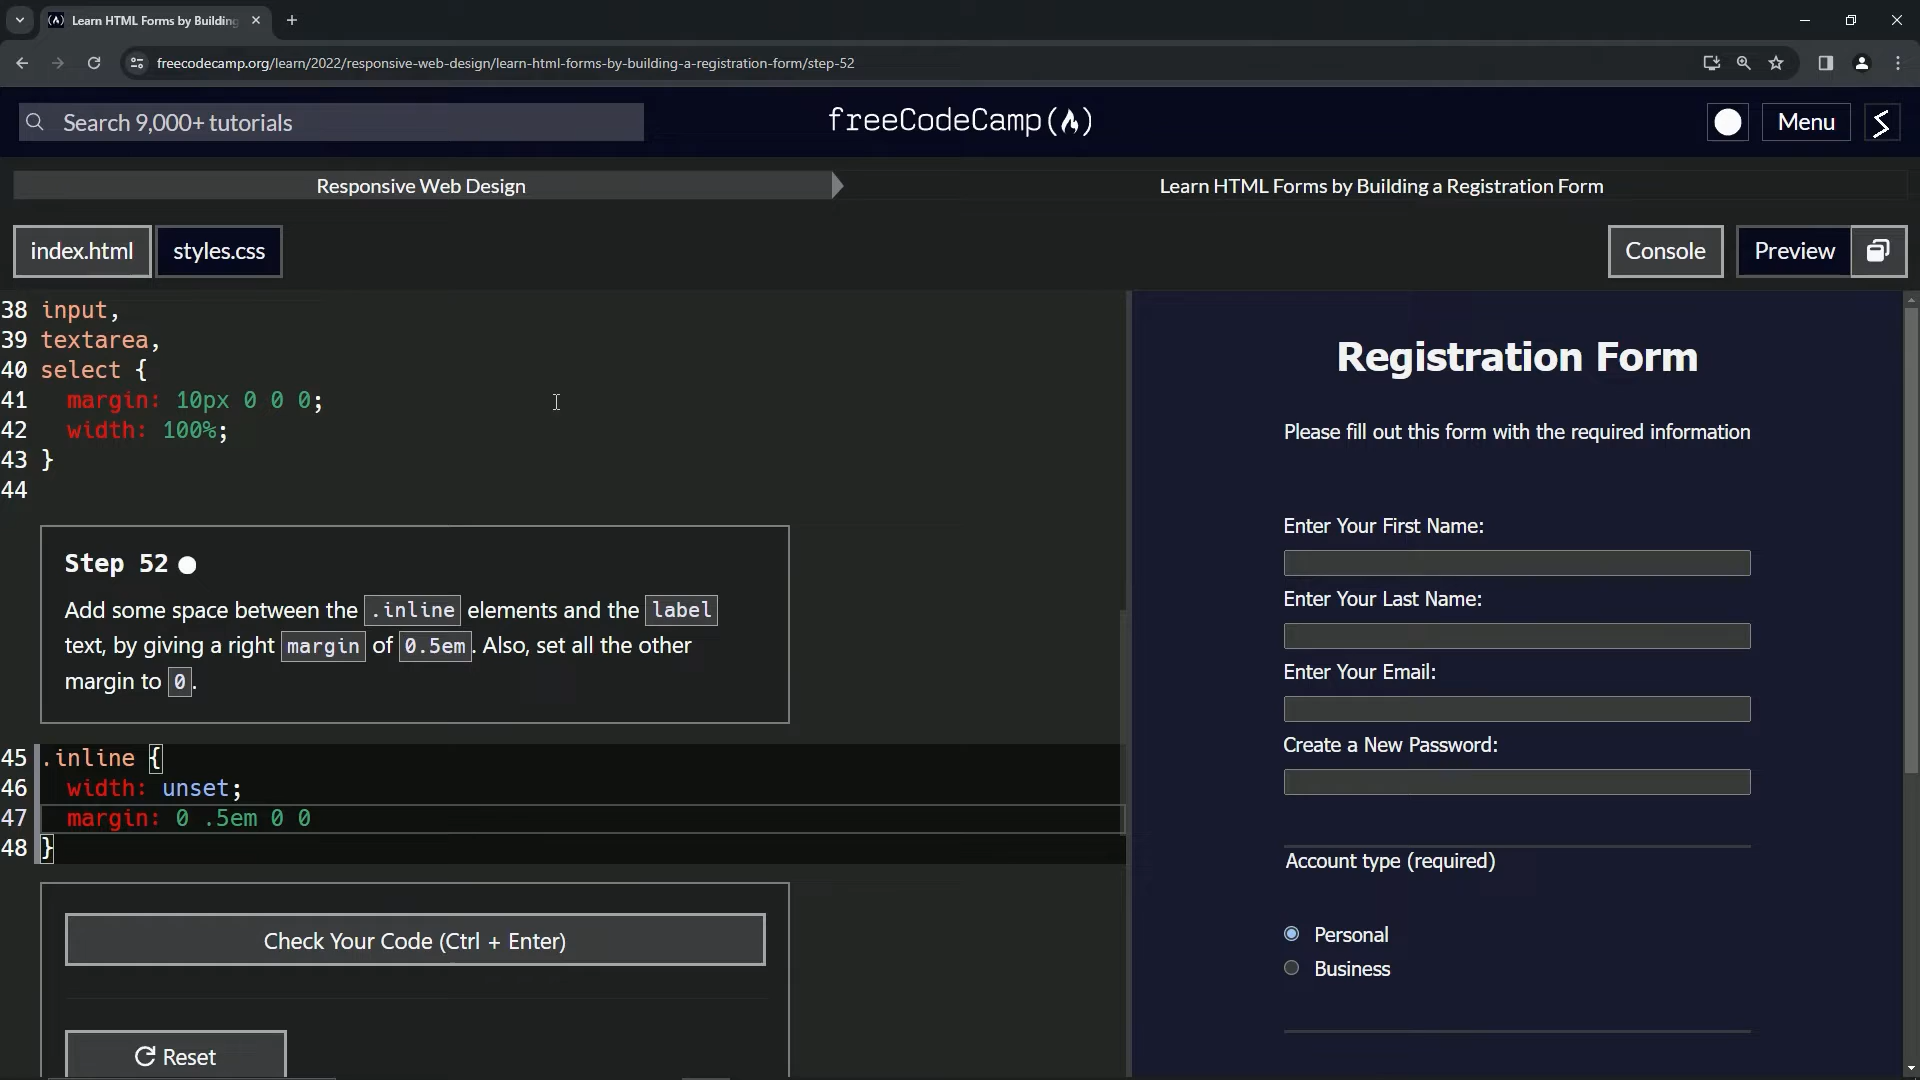 Learn HTML Forms by Building
freecodecamp.org/learn/2022/responsive-web-design/learn-html-forms-by-building-a-registration-form/step-52
Search 9,000+ tutorials
freeCodeCamp
Menu
Responsive Web Design
Learn HTML Forms by Building a Registration Form
index.html
styles.css
Console
Preview
38 input,
39 textarea,
40 select {
41 margin: 10px 0 0 0;
42 width: 100%;
43 }
44
Step 52
Add some space between the .inline elements and the label
text, by giving a right margin of 0.5em. Also, set all the other
margin to 0.
45 .inline {
46 width: unset;
47 margin: 0 .5em 0 0
48 }
Check Your Code (Ctrl + Enter)
Reset
Registration Form
Please fill out this form with the required information
Enter Your First Name:
Enter Your Last Name:
Enter Your Email:
Create a New Password:
Account type (required)
Personal
Business